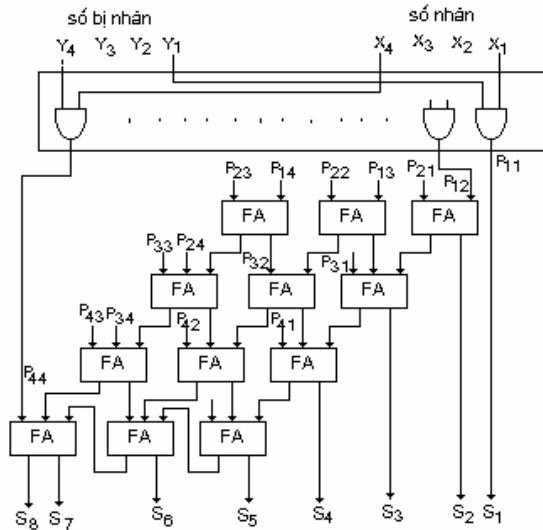 số bị nhân số nhân
Y4 Y3 Y2 Y1 X4 X3 X2 X1
P11
P23 P14 P22 P13 P21 P12
FA FA FA
P33 P24 P32 P31
FA FA FA
P43 P34 P42 P41
FA FA FA
P44
FA FA FA
S8 S7 S6 S5 S4 S3 S2 S1